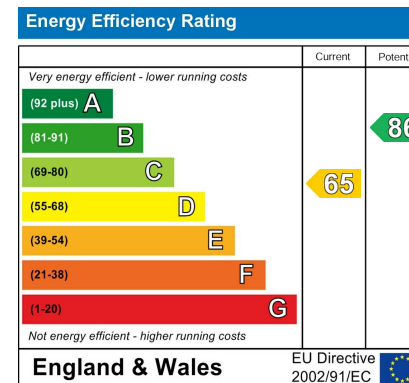 Energy Efficiency Rating
Current
Poten
Very energy efficient - lower running costs
(92 plus) A
(81-91) B
(69-80) C
(55-68) D
(39-54) E
(21-38) F
(1-20) G
65
86
Not energy efficient - higher running costs
England & Wales
EU Directive
2002/91/EC